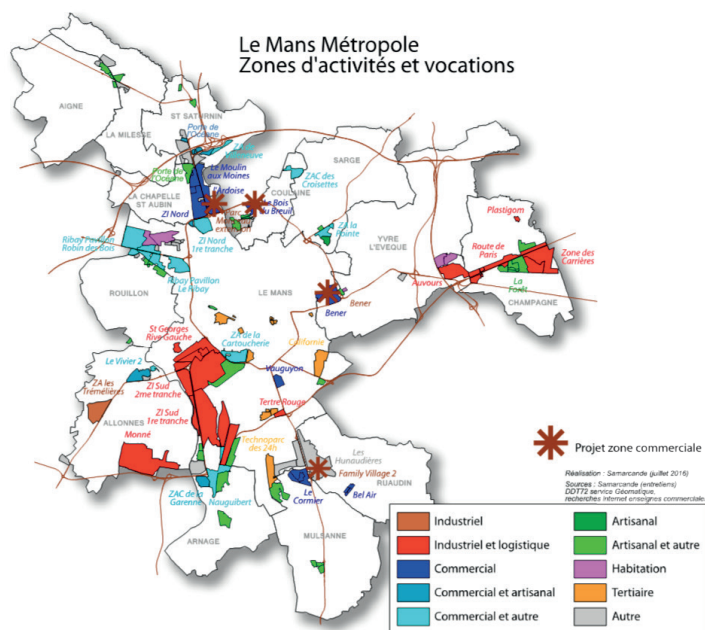 Le Mans Métropole
Zones d'activités et vocations
AIGNE
ST SATURNIN
LA MILESSE
Porte de
l'Océane
Porte de
l'Océane
Le Moulin
aux Moines
l'Ardoise
COULAINE
Le Bois
du Breuil
SARGE
ZAC des
Croisettes
ZA la
Pointe
YVRE
L'EVEQUE
LA CHAPELLE
ST AUBIN
ZI Nord
ZI Nord
1re tranche
Ribay Pavillon
Robin des Bois
Ribay Pavillon
Le Ribay
ROUILLON
LE MANS
Plastigom
Route de
Paris
Zone des
Carrières
Auvours
La
Forêt
CHAMPAGNE
Bener
Bener
St Georges
Rive Gauche
ZA de la
Cartoucherie
Californie
Le Vivier 2
Vauguyon
ZA les
Trémélières
ZI Sud
2me tranche
ZI Sud
1re tranche
ALLONNES
Monné
Tertre Rouge
Technoparc
des 24h
Les
Hunaudières
Family Village 2
RUAUDIN
Le
Cormier
Bel Air
ZAC de la
Garenne
Nauguibert
ARNAGE
MULSANNE
Projet zone commerciale
Réalisation : Samarcande (juillet 2016)
Sources : Samarcande (entretiens)
DDT72 service Géomatique,
recherches Internet enseignes commerciales
Industriel
Industriel et logistique
Commercial
Commercial et artisanal
Commercial et autre
Artisanal
Artisanal et autre
Habitation
Tertiaire
Autre